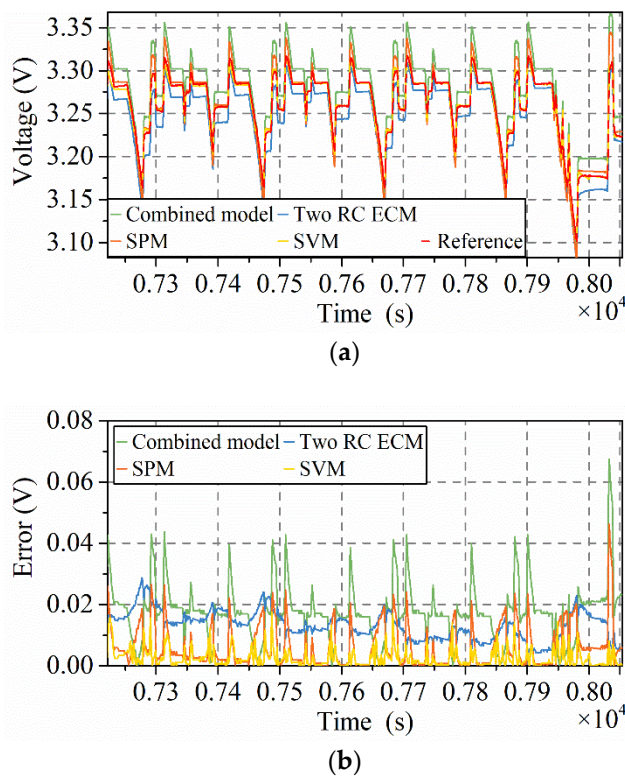 3.35
3.30
3.25
3.20
3.15
3.10
Voltage (V)
Combined model
Two RC ECM
SPM
SVM
Reference
0.73 0.74 0.75 0.76 0.77 0.78 0.79 0.80
Time (s)
×10⁴
(a)
0.08
0.06
0.04
0.02
0.00
Error (V)
Combined model
Two RC ECM
SPM
SVM
0.73 0.74 0.75 0.76 0.77 0.78 0.79 0.80
Time (s)
×10⁴
(b)